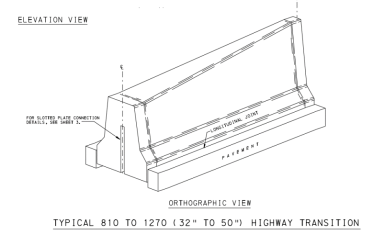 ELEVATION VIEW
FOR SLOTTED PLATE CONNECTION
DETAILS, SEE SHEET 3.
LONGITUDINAL JOINT
PAVEMENT
ORTHOGRAPHIC VIEW
TYPICAL 810 TO 1270 (32" TO 50") HIGHWAY TRANSITION